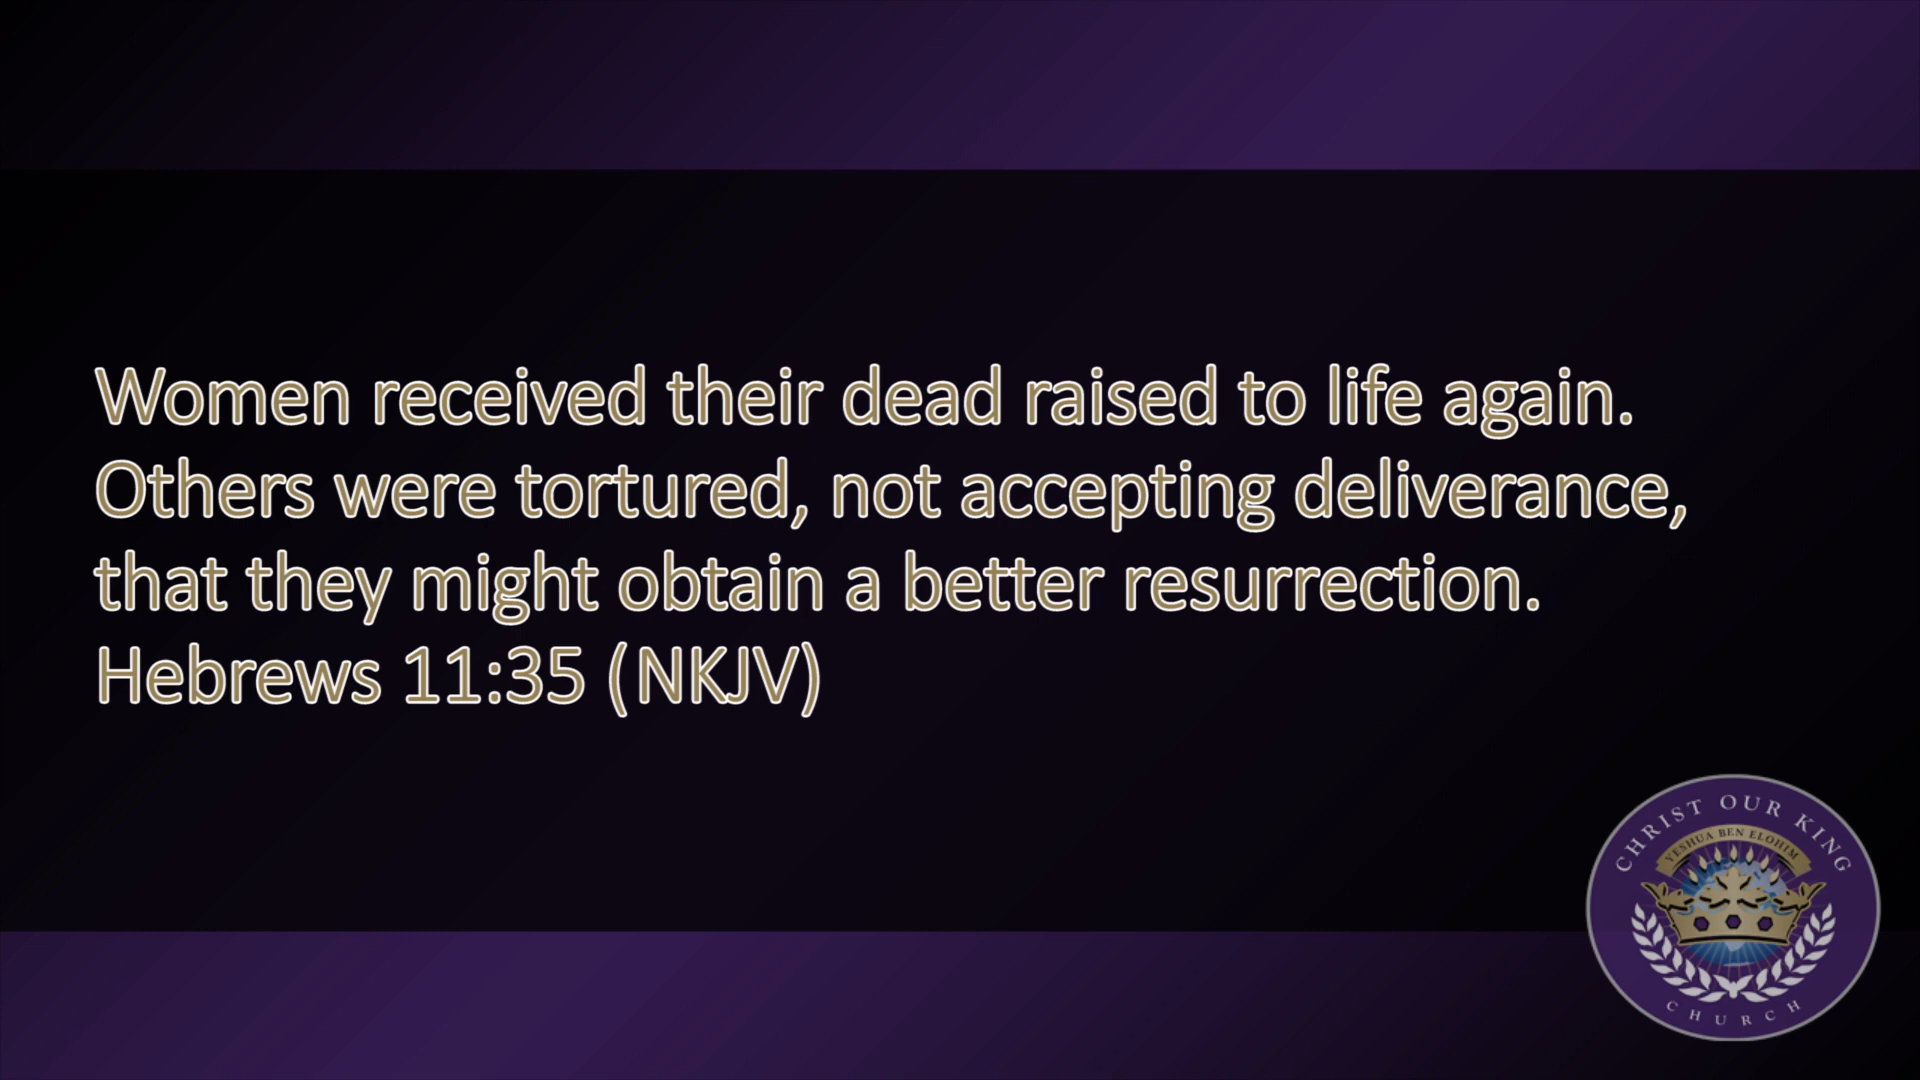 Women received their dead raised to life again.
Others were tortured, not accepting deliverance,
that they might obtain a better resurrection.
Hebrews 11:35 (NKJV)
CHRIST OUR KING
YESHUA BEN ELOHIM
CHURCH